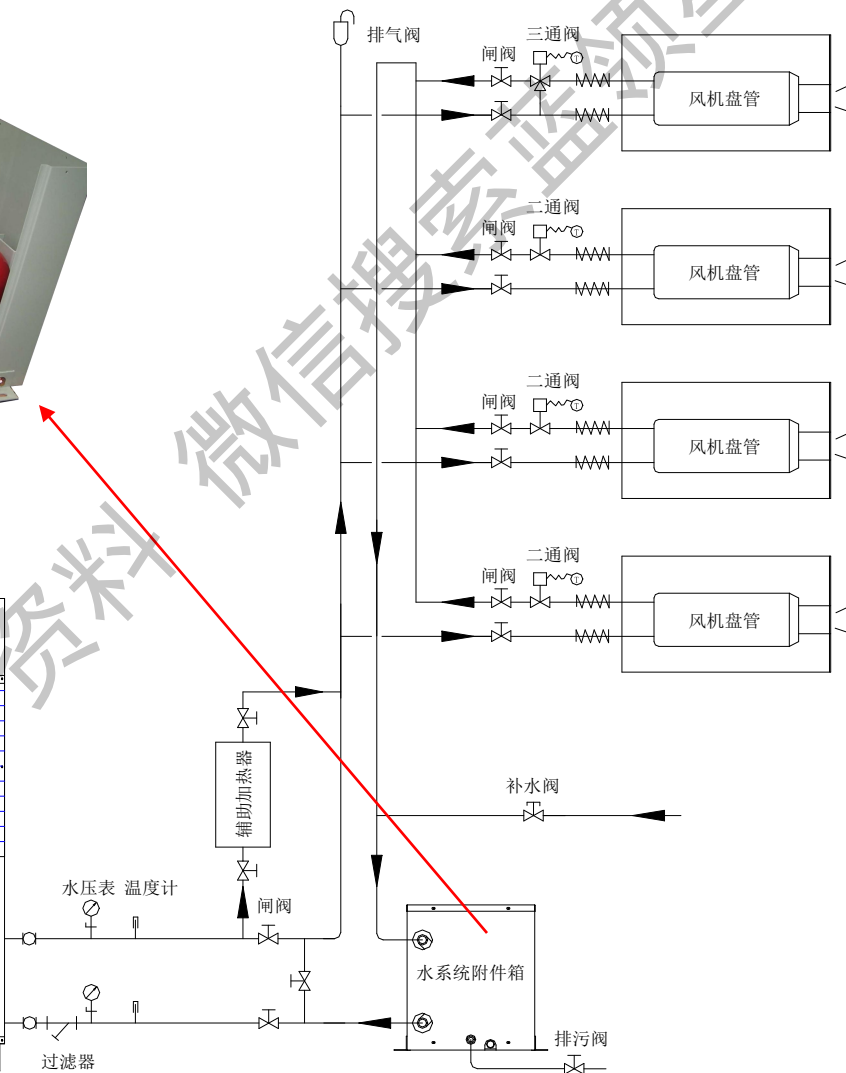 排气阀
三通阀
闸阀
T
风机盘管
二通阀
闸阀
T
风机盘管
二通阀
闸阀
T
风机盘管
二通阀
闸阀
T
风机盘管
资料 微信搜索蓝领星
辅助加热器
补水阀
水压表 温度计
闸阀
水系统附件箱
过滤器
排污阀